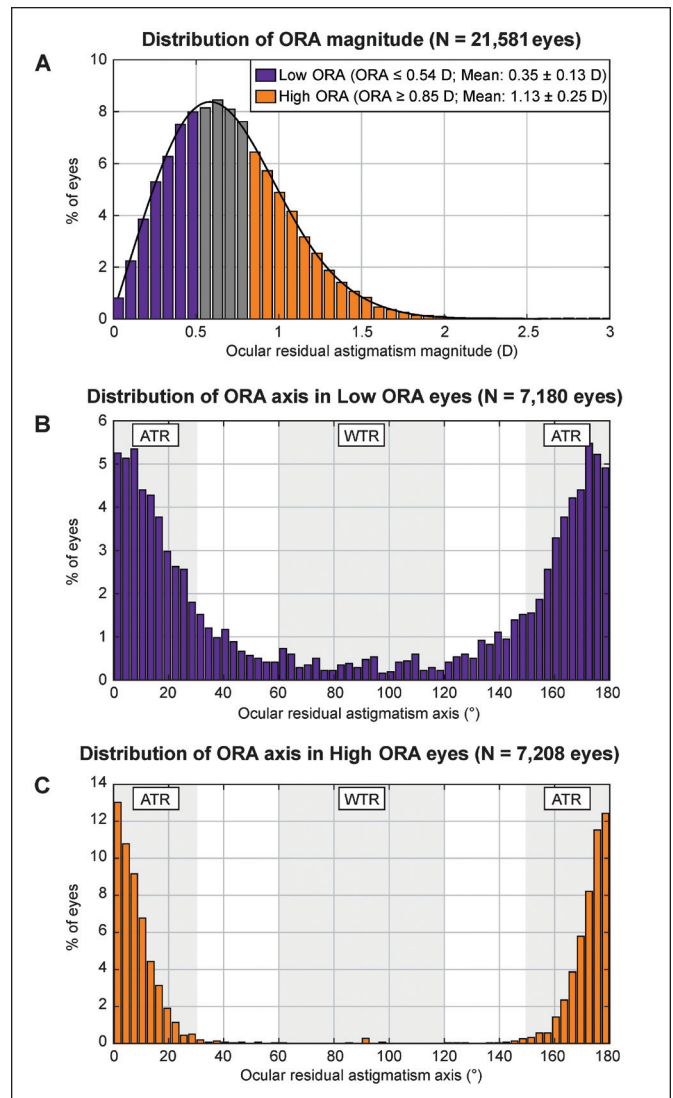 Distribution of ORA magnitude (N = 21,581 eyes)
A
Low ORA (ORA ≤ 0.54 D; Mean: 0.35 ± 0.13 D)
High ORA (ORA ≥ 0.85 D; Mean: 1.13 ± 0.25 D)
10
8
6
4
2
0
% of eyes
0 0.5 1 1.5 2 2.5 3
Ocular residual astigmatism magnitude (D)
Distribution of ORA axis in Low ORA eyes (N = 7,180 eyes)
B
ATR WTR ATR
6
5
4
3
2
1
0
% of eyes
0 20 40 60 80 100 120 140 160 180
Ocular residual astigmatism axis (°)
Distribution of ORA axis in High ORA eyes (N = 7,208 eyes)
C
ATR WTR ATR
14
12
10
8
6
4
2
0
% of eyes
0 20 40 60 80 100 120 140 160 180
Ocular residual astigmatism axis (°)